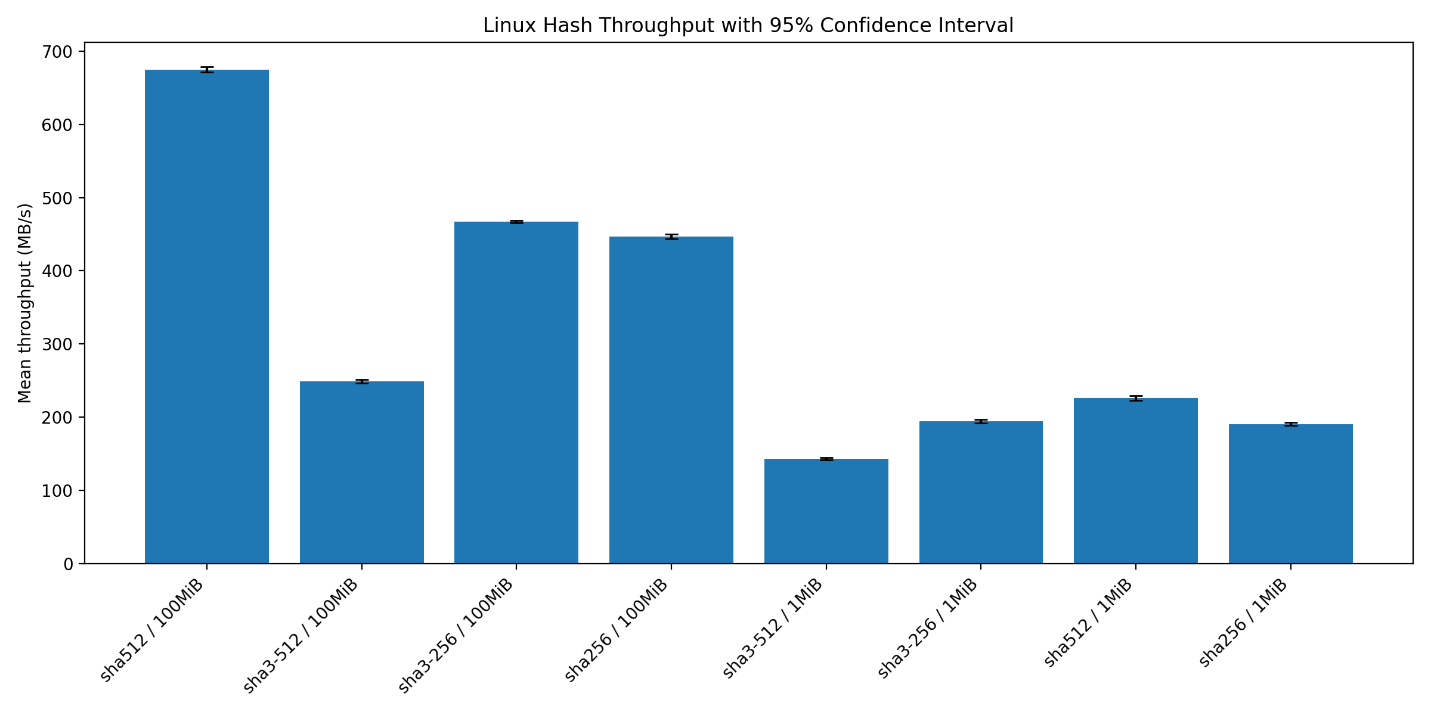 Linux Hash Throughput with 95% Confidence Interval
Mean throughput (MB/s)
700
600
500
400
300
200
100
0
sha512 / 100MiB
sha3-512 / 100MiB
sha3-256 / 100MiB
sha256 / 100MiB
sha3-512 / 1MiB
sha3-256 / 1MiB
sha512 / 1MiB
sha256 / 1MiB